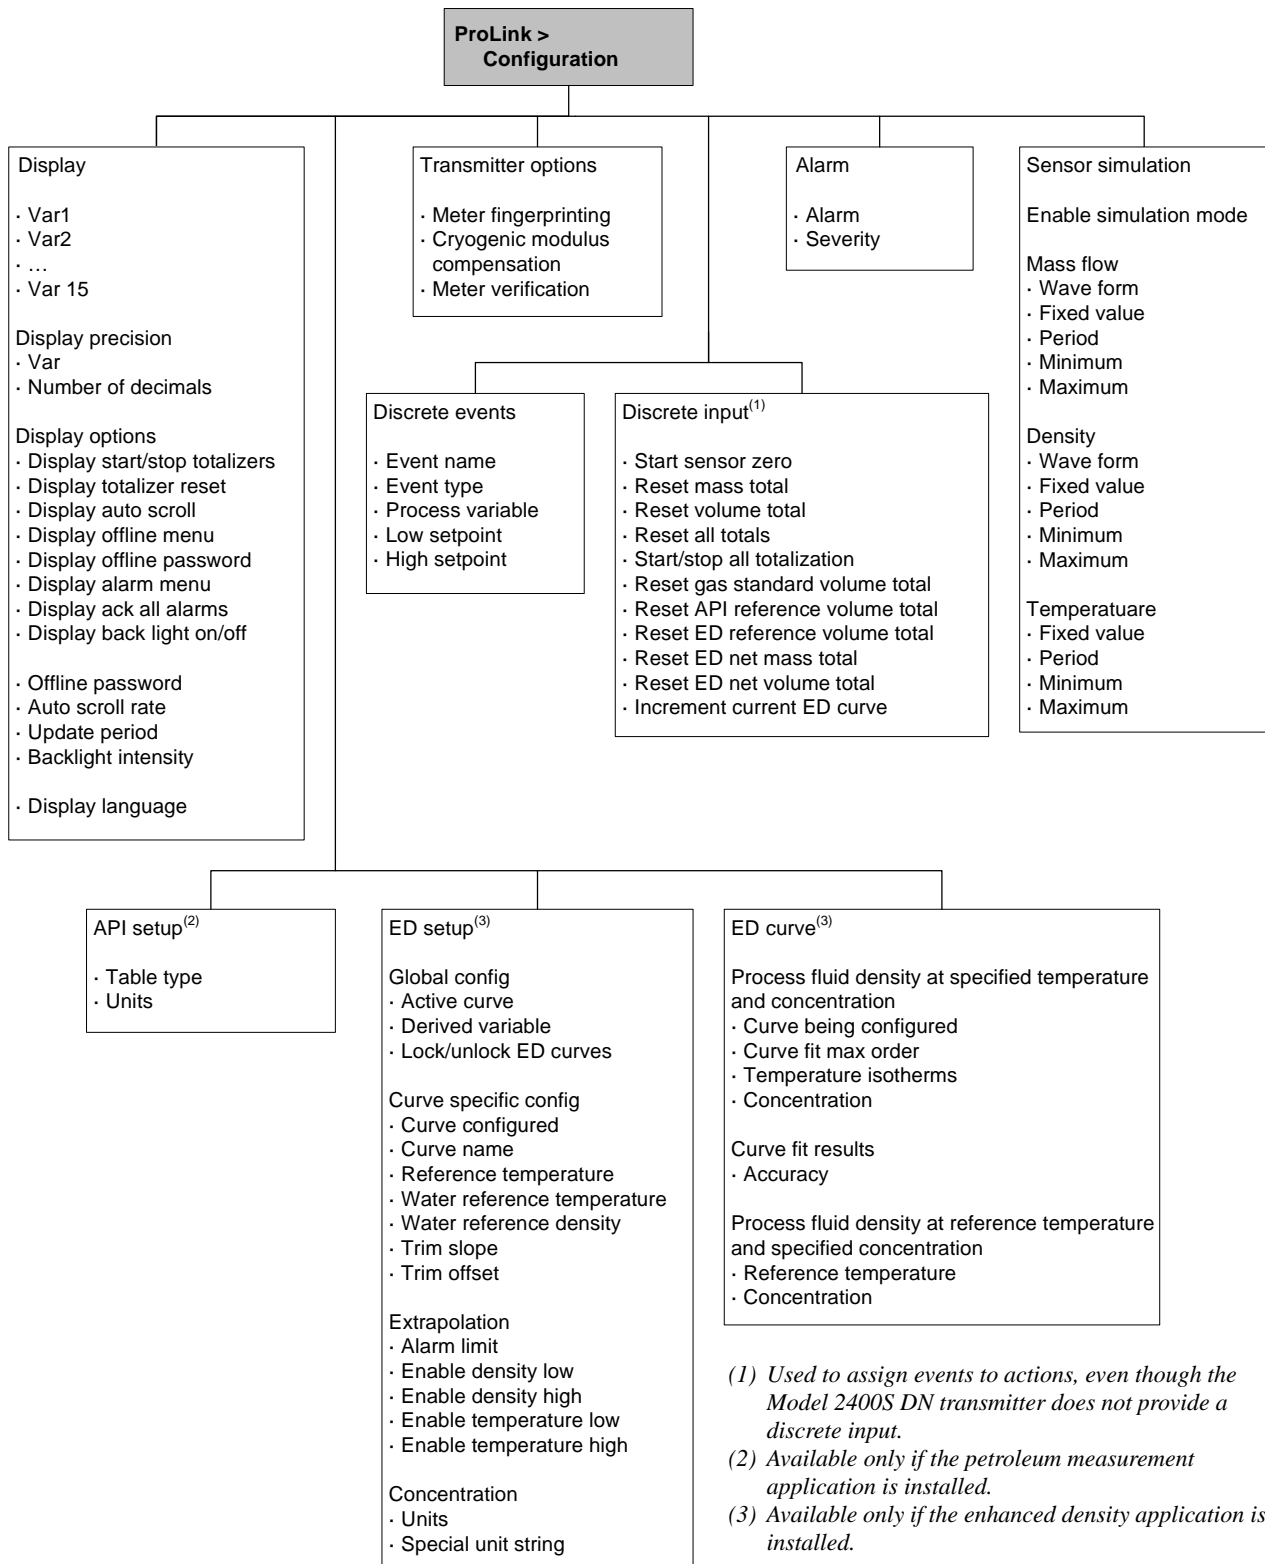 ProLink >
Configuration
Display
· Var1
· Var2
· …
· Var 15
Display precision
· Var
· Number of decimals
Display options
· Display start/stop totalizers
· Display totalizer reset
· Display auto scroll
· Display offline menu
· Display offline password
· Display alarm menu
· Display ack all alarms
· Display back light on/off
· Offline password
· Auto scroll rate
· Update period
· Backlight intensity
· Display language
Transmitter options
· Meter fingerprinting
· Cryogenic modulus
compensation
· Meter verification
Alarm
· Alarm
· Severity
Sensor simulation
Enable simulation mode
Mass flow
· Wave form
· Fixed value
· Period
· Minimum
· Maximum
Density
· Wave form
· Fixed value
· Period
· Minimum
· Maximum
Temperatuare
· Fixed value
· Period
· Minimum
· Maximum
Discrete events
· Event name
· Event type
· Process variable
· Low setpoint
· High setpoint
Discrete input(1)
· Start sensor zero
· Reset mass total
· Reset volume total
· Reset all totals
· Start/stop all totalization
· Reset gas standard volume total
· Reset API reference volume total
· Reset ED reference volume total
· Reset ED net mass total
· Reset ED net volume total
· Increment current ED curve
API setup(2)
· Table type
· Units
ED setup(3)
Global config
· Active curve
· Derived variable
· Lock/unlock ED curves
Curve specific config
· Curve configured
· Curve name
· Reference temperature
· Water reference temperature
· Water reference density
· Trim slope
· Trim offset
Extrapolation
· Alarm limit
· Enable density low
· Enable density high
· Enable temperature low
· Enable temperature high
Concentration
· Units
· Special unit string
ED curve(3)
Process fluid density at specified temperature
and concentration
· Curve being configured
· Curve fit max order
· Temperature isotherms
· Concentration
Curve fit results
· Accuracy
Process fluid density at reference temperature
and specified concentration
· Reference temperature
· Concentration
(1) Used to assign events to actions, even though the
Model 2400S DN transmitter does not provide a
discrete input.
(2) Available only if the petroleum measurement
application is installed.
(3) Available only if the enhanced density application is
installed.